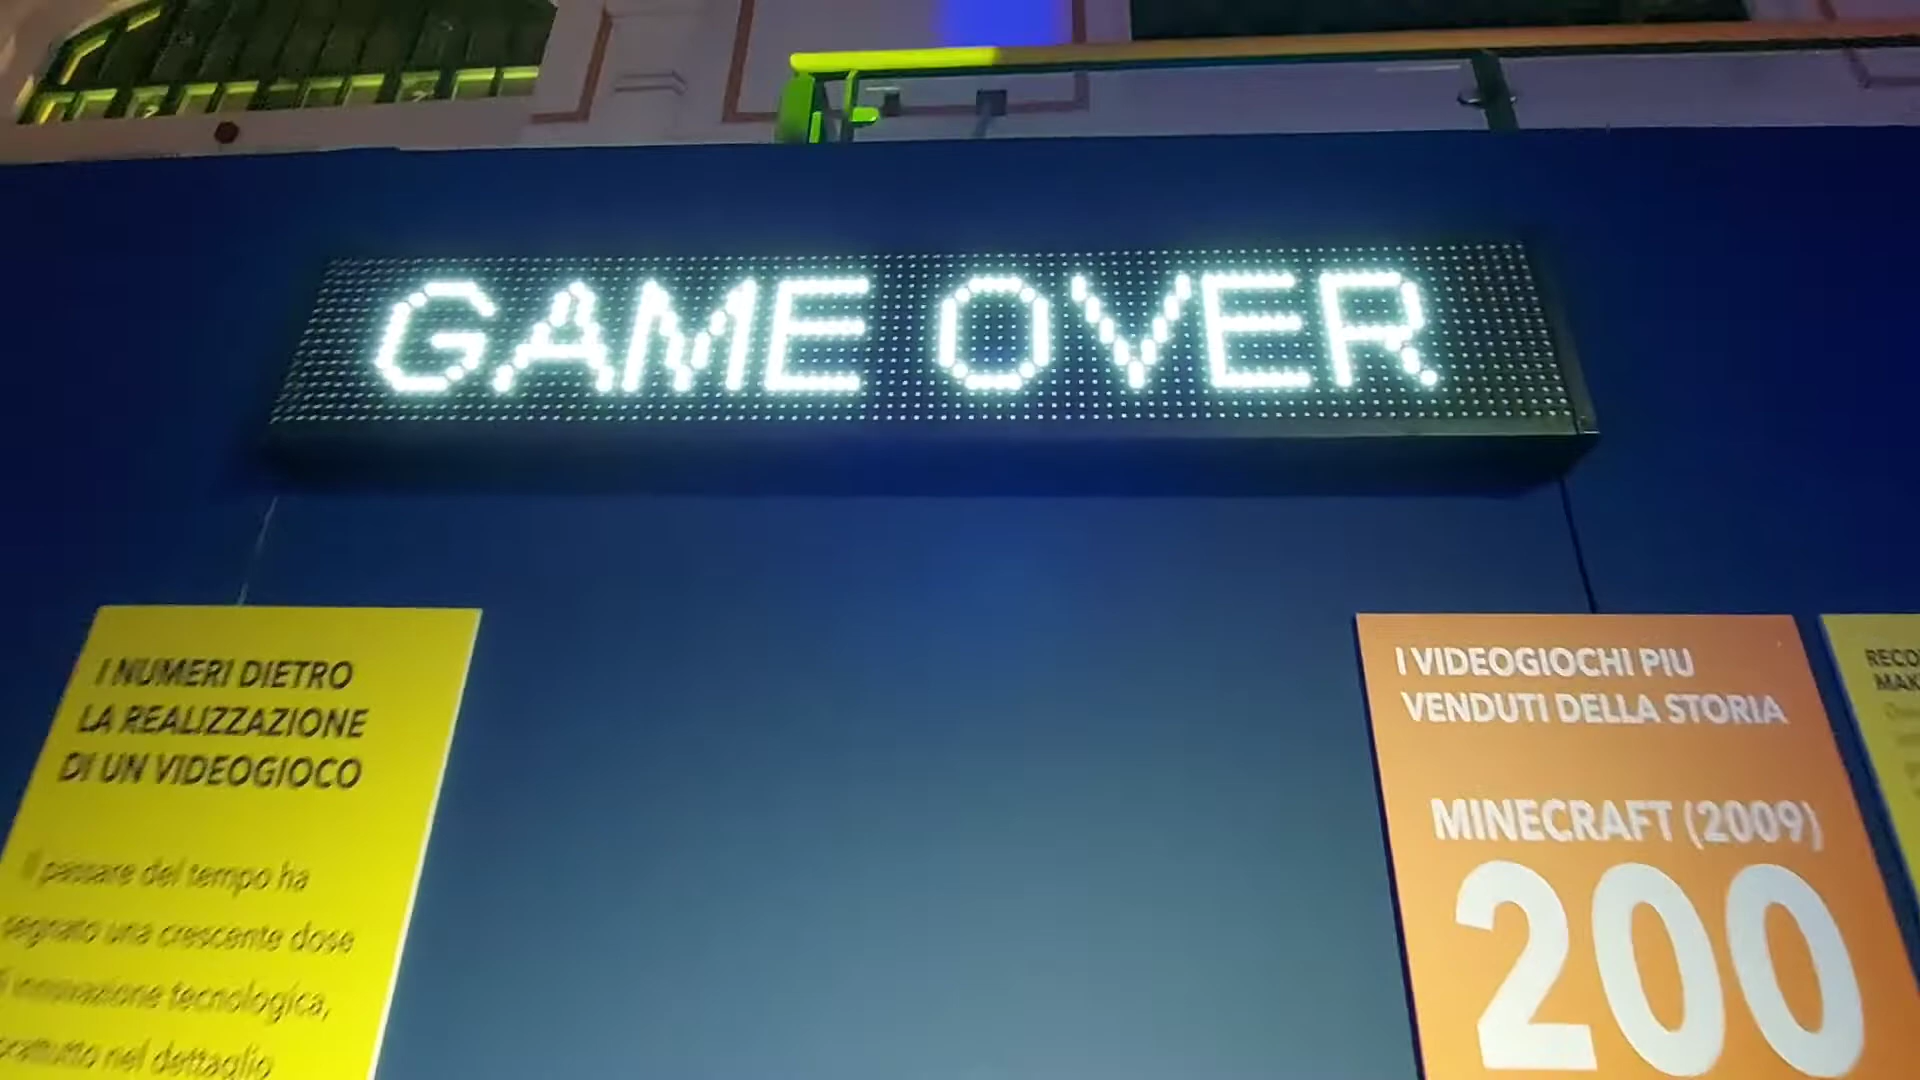 GAME OVER
I NUMERI DIETRO
LA REALIZZAZIONE
DI UN VIDEOGIOCO
Il passare del tempo ha
segnato una crescente dose
innovazione tecnologica,
nel dettaglio
I VIDEOGIOCHI PIU
VENDUTI DELLA STORIA
MINECRAFT (2009)
200